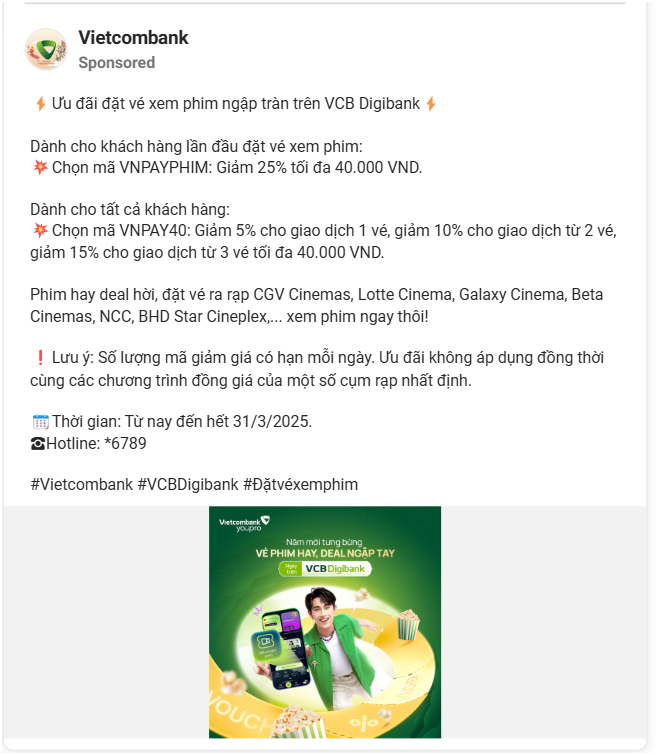 Vietcombank
Sponsored
⚡ Ưu đãi đặt vé xem phim ngập tràn trên VCB Digibank ⚡
Dành cho khách hàng lần đầu đặt vé xem phim:
💥 Chọn mã VNPAYPHIM: Giảm 25% tối đa 40.000 VND.
Dành cho tất cả khách hàng:
💥 Chọn mã VNPAY40: Giảm 5% cho giao dịch 1 vé, giảm 10% cho giao dịch từ 2 vé,
giảm 15% cho giao dịch từ 3 vé tối đa 40.000 VND.
Phim hay deal hời, đặt vé ra rạp CGV Cinemas, Lotte Cinema, Galaxy Cinema, Beta
Cinemas, NCC, BHD Star Cineplex,... xem phim ngay thôi!
❗ Lưu ý: Số lượng mã giảm giá có hạn mỗi ngày. Ưu đãi không áp dụng đồng thời
cùng các chương trình đồng giá của một số cụm rạp nhất định.
🗓️ Thời gian: Từ nay đến hết 31/3/2025.
☎Hotline: *6789
#Vietcombank #VCBDigibank #Đặtvéxemphim
Vietcombank
youpro
Năm mới tưng bừng
VÉ PHIM HAY, DEAL NGẬP TAY
Ngay trên VCBDigibank
VOUCH
%